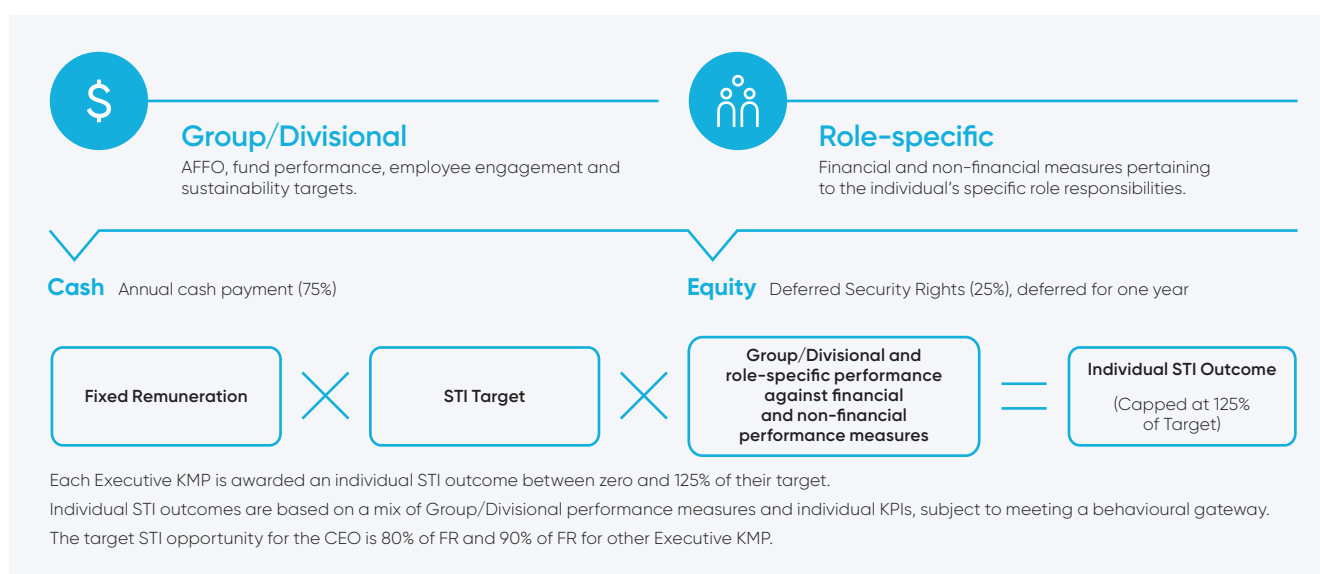 $
Group/Divisional
AFFO, fund performance, employee engagement and
sustainability targets.
Role-specific
Financial and non-financial measures pertaining
to the individual’s specific role responsibilities.
Cash Annual cash payment (75%)
Equity Deferred Security Rights (25%), deferred for one year
Fixed Remuneration
STI Target
Group/Divisional and
role-specific performance
against financial
and non-financial
performance measures
Individual STI Outcome
(Capped at 125%
of Target)
Each Executive KMP is awarded an individual STI outcome between zero and 125% of their target.
Individual STI outcomes are based on a mix of Group/Divisional performance measures and individual KPIs, subject to meeting a behavioural gateway.
The target STI opportunity for the CEO is 80% of FR and 90% of FR for other Executive KMP.